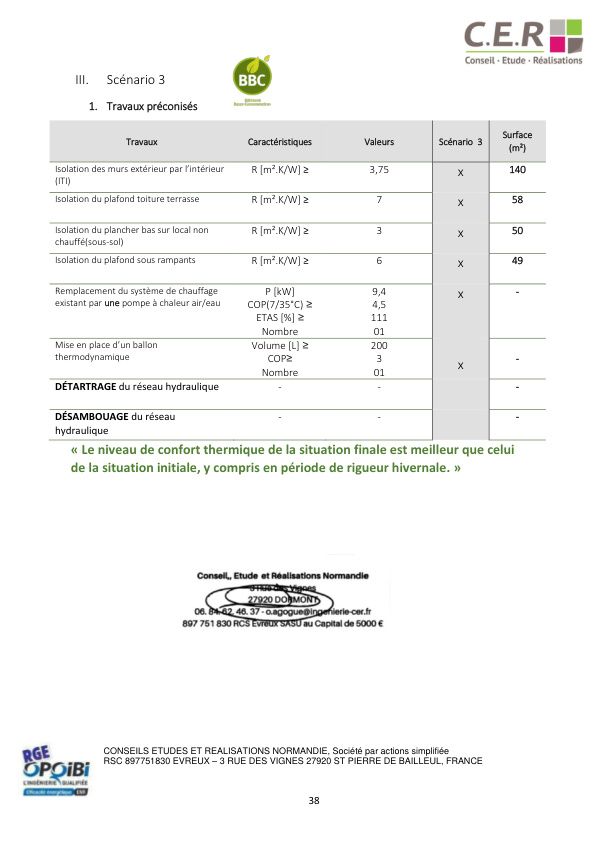 C.E.R
Conseil - Etude - Réalisations
III. Scénario 3
BBC
1. Travaux préconisés
Travaux Caractéristiques Valeurs Scénario 3 Surface (m²)
Isolation des murs extérieur par l'intérieur (ITI) R [m².K/W] ≥ 3,75 X 140
Isolation du plafond toiture terrasse R [m².K/W] ≥ 7 X 58
Isolation du plancher bas sur local non chauffé(sous-sol) R [m².K/W] ≥ 3 X 50
Isolation du plafond sous rampants R [m².K/W] ≥ 6 X 49
Remplacement du système de chauffage existant par une pompe à chaleur air/eau P [kW] 9,4 X -
COP(7/35°C) ≥ 4,5
ETAS [%] ≥ 111
Nombre 01
Mise en place d'un ballon thermodynamique Volume [L] ≥ 200 X -
COP≥ 3
Nombre 01
DÉTARTRAGE du réseau hydraulique - - -
DÉSAMBOUAGE du réseau hydraulique - - -
« Le niveau de confort thermique de la situation finale est meilleur que celui
de la situation initiale, y compris en période de rigueur hivernale. »
Conseil,, Etude et Réalisations Normandie
3 Rue des Vignes
27920 DORMONT
06. 84. 62. 46. 37 - o.agogue@ingenierie-cer.fr
897 751 830 RCS Evreux SASU au Capital de 5000 €
RGE
OPQiBi
L'INGÉNIERIE QUALIFIÉE
Efficacité énergétique
CONSEILS ETUDES ET REALISATIONS NORMANDIE, Société par actions simplifiée
RSC 897751830 EVREUX – 3 RUE DES VIGNES 27920 ST PIERRE DE BAILLEUL, FRANCE
38